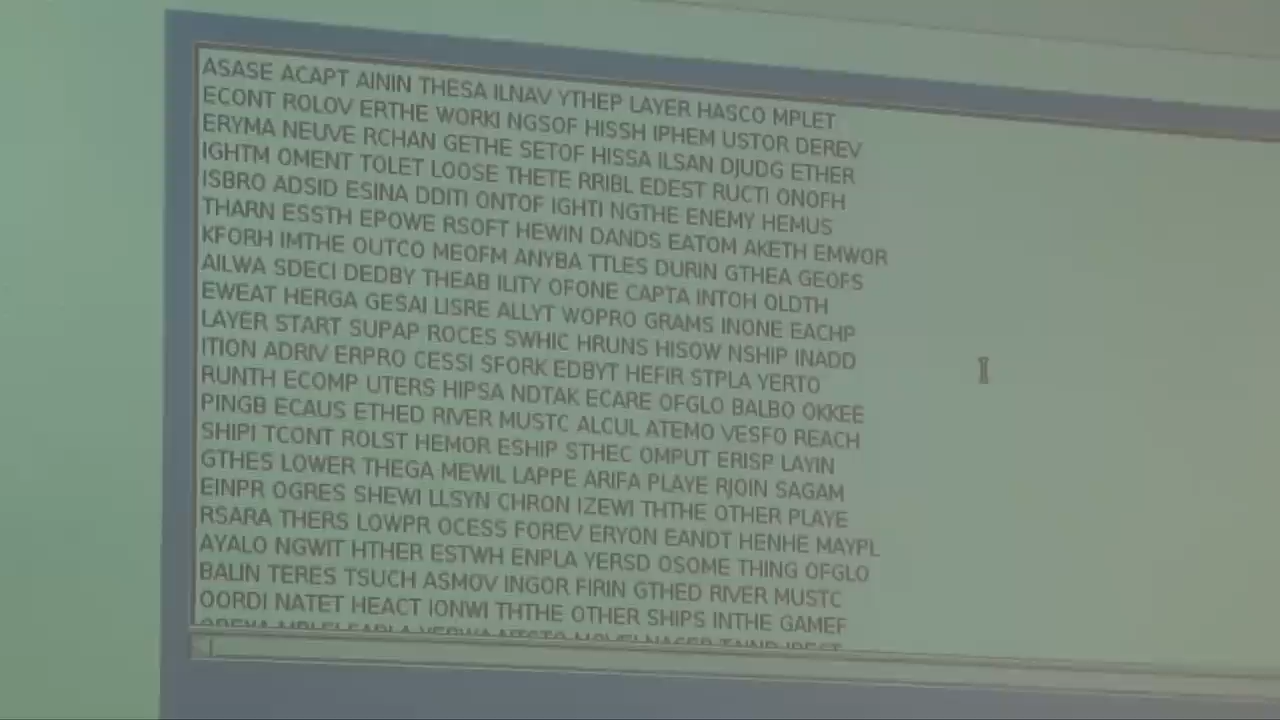 ASASE ACAPT AININ THESA ILNAV YTHEP LAYER HASCO MPLET
ECONT ROLOV ERTHE WORKI NGSOF HISSH IPHEM USTOR DEREV
ERYMA NEUVE RCHAN GETHE SETOF HISSA ILSAN DJUDG ETHER
IGHTM OMENT TOLET LOOSE THETE RRIBL EDEST RUCTI ONOFH
ISBRO ADSID ESINA DDITI ONTOF IGHTI NGTHE ENEMY HEMUS
THARN ESSTH EPOWE RSOFT HEWIN DANDS EATOM AKETH EMWOR
KFORH IMTHE OUTCO MEOFM ANYBA TTLES DURIN GTHEA GEOFS
AILWA SDECI DEDBY THEAB ILITY OFONE CAPTA INTOH OLDTH
EWEAT HERGA GESAI LISRE ALLYT WOPRO GRAMS INONE EACHP
LAYER START SUPAP ROCES SWHIC HRUNS HISOW NSHIP INADD
ITION ADRIV ERPRO CESSI SFORK EDBYT HEFIR STPLA YERTO
RUNTH ECOMP UTERS HIPSA NDTAK ECARE OFGLO BALBO OKKEE
PINGB ECAUS ETHED RIVER MUSTC ALCUL ATEMO VESFO REACH
SHIPI TCONT ROLST HEMOR ESHIP STHEC OMPUT ERISP LAYIN
GTHES LOWER THEGA MEWIL LAPPE ARIFA PLAYE RJOIN SAGAM
EINPR OGRES SHEWI LLSYN CHRON IZEWI THTHE OTHER PLAYE
RSARA THERS LOWPR OCESS FOREV ERYON EANDT HENHE MAYPL
AYALO NGWIT HTHER ESTWH ENPLA YERSD OSOME THING OFGLO
BALIN TERES TSUCH ASMOV INGOR FIRIN GTHED RIVER MUSTC
OORDI NATET HEACT IONWI THTHE OTHER SHIPS INTHE GAMEF